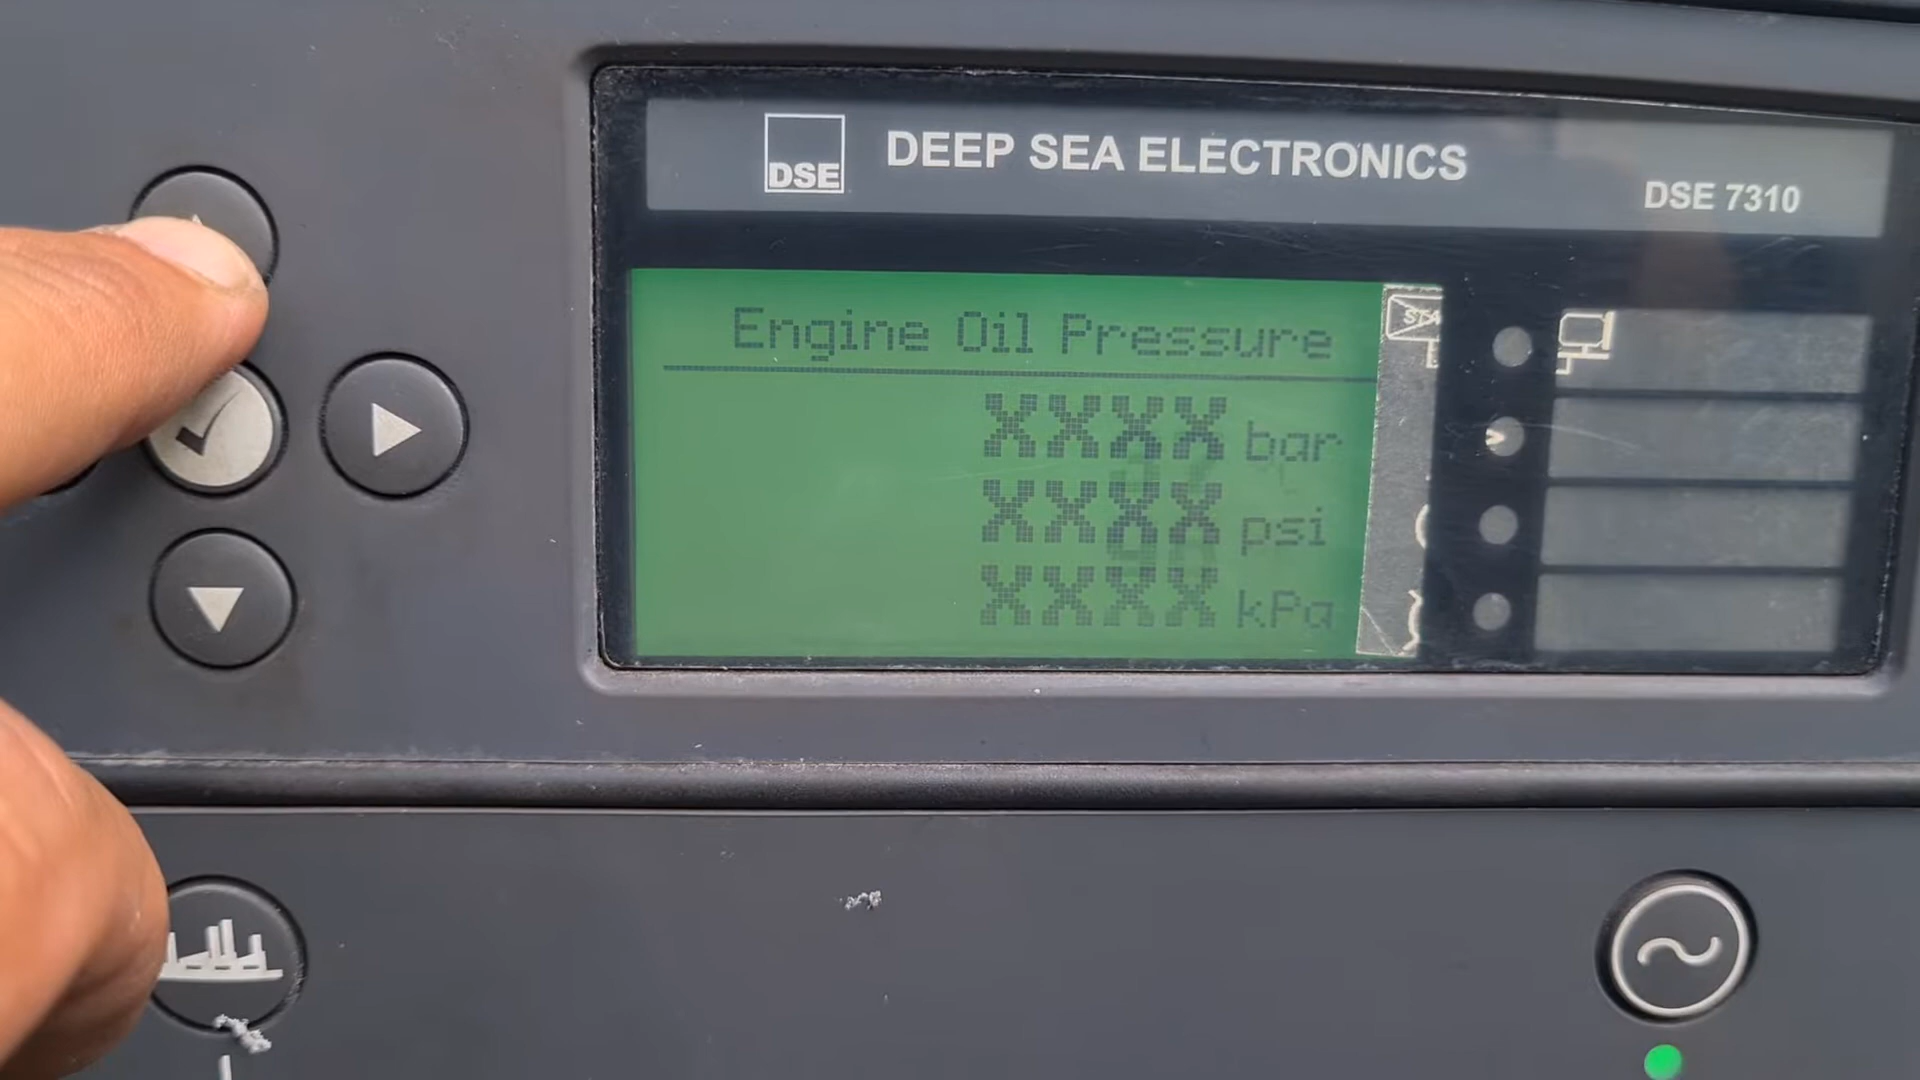 DSE
DEEP SEA ELECTRONICS
DSE 7310
Engine Oil Pressure
XXXX bar
XXXX psi
XXXX kPa